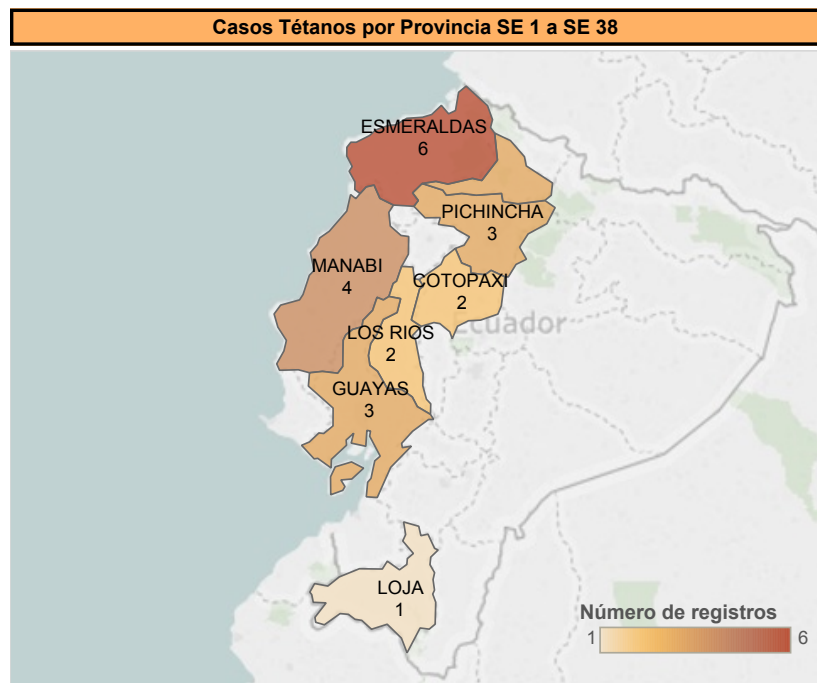 Casos Tétanos por Provincia SE 1 a SE 38
ESMERALDAS
6
PICHINCHA
3
MANABI
4
COTOPAXI
2
Ecuador
LOS RIOS
2
GUAYAS
3
LOJA
1
Número de registros
1
6